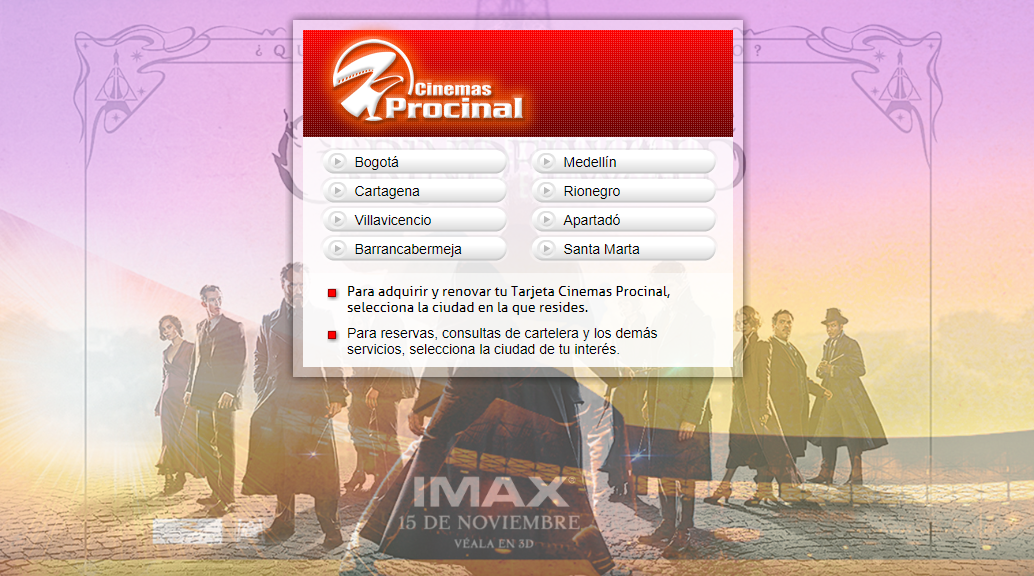 Cinemas
Procinal
Bogotá
Medellín
Cartagena
Rionegro
Villavicencio
Apartadó
Barrancabermeja
Santa Marta
Para adquirir y renovar tu Tarjeta Cinemas Procinal,
selecciona la ciudad en la que resides.
Para reservas, consultas de cartelera y los demás
servicios, selecciona la ciudad de tu interés.
IMAX
15 DE NOVIEMBRE
VÉALA EN 3D